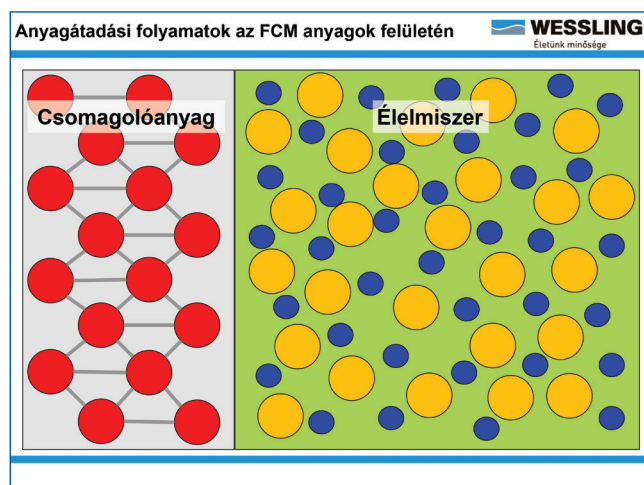 Anyagátadási folyamatok az FCM anyagok felületén
WESSLING
Életünk minősége
Csomagolóanyag
Élelmiszer